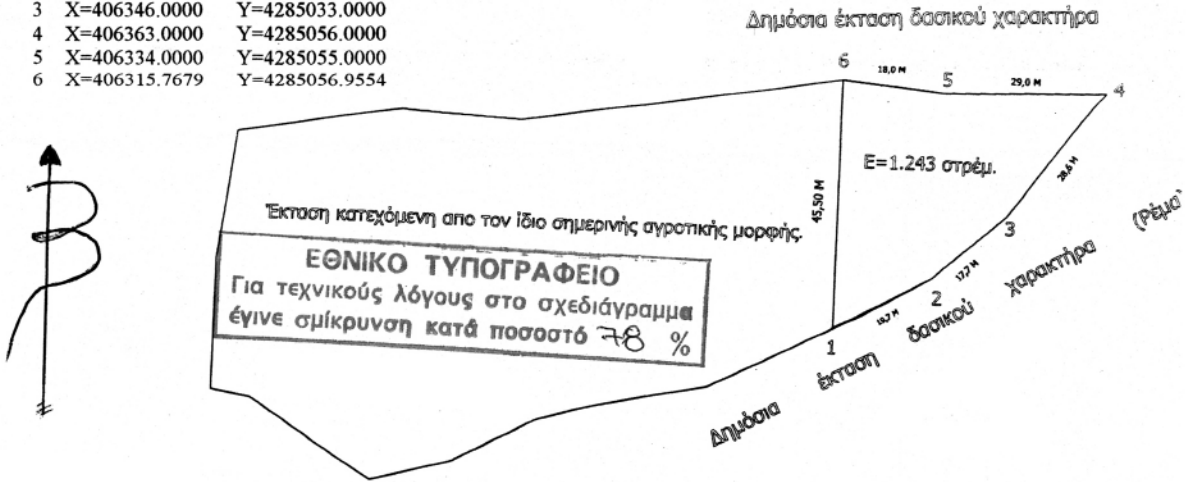 3 X=406346.0000 Y=4285033.0000
4 X=406363.0000 Y=4285056.0000
5 X=406334.0000 Y=4285055.0000
6 X=406315.7679 Y=4285056.9554
Δημόσια έκταση δασικού χαρακτήρα
6
18,0 Μ
5
29,0 Μ
4
Ε=1.243 στρέμ.
28,6 Μ
45,50 Μ
Έκταση κατεχόμενη απο τον ίδιο σημερινής αγροτικής μορφής.
3
(Ρέμα)
Β
ΕΘΝΙΚΟ ΤΥΠΟΓΡΑΦΕΙΟ
Για τεχνικούς λόγους στο σχεδιάγραμμα
έγινε σμίκρυνση κατά ποσοστό 78 %
17,7 Μ
2
1
Δημόσια έκταση δασικού χαρακτήρα